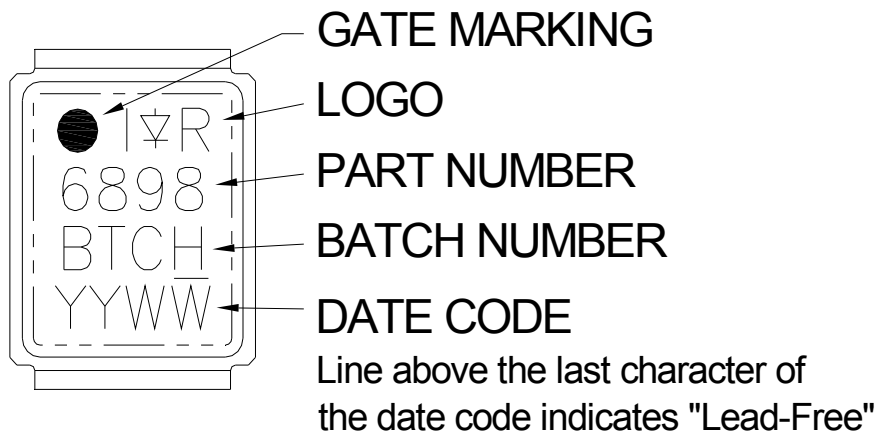 GATE MARKING
I R
LOGO
6898
PART NUMBER
BTCH
BATCH NUMBER
YYWW̅
DATE CODE
Line above the last character of
the date code indicates "Lead-Free"